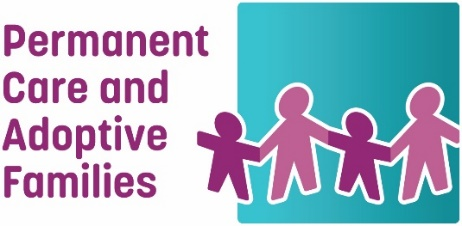 Permanent
Care and
Adoptive
Families